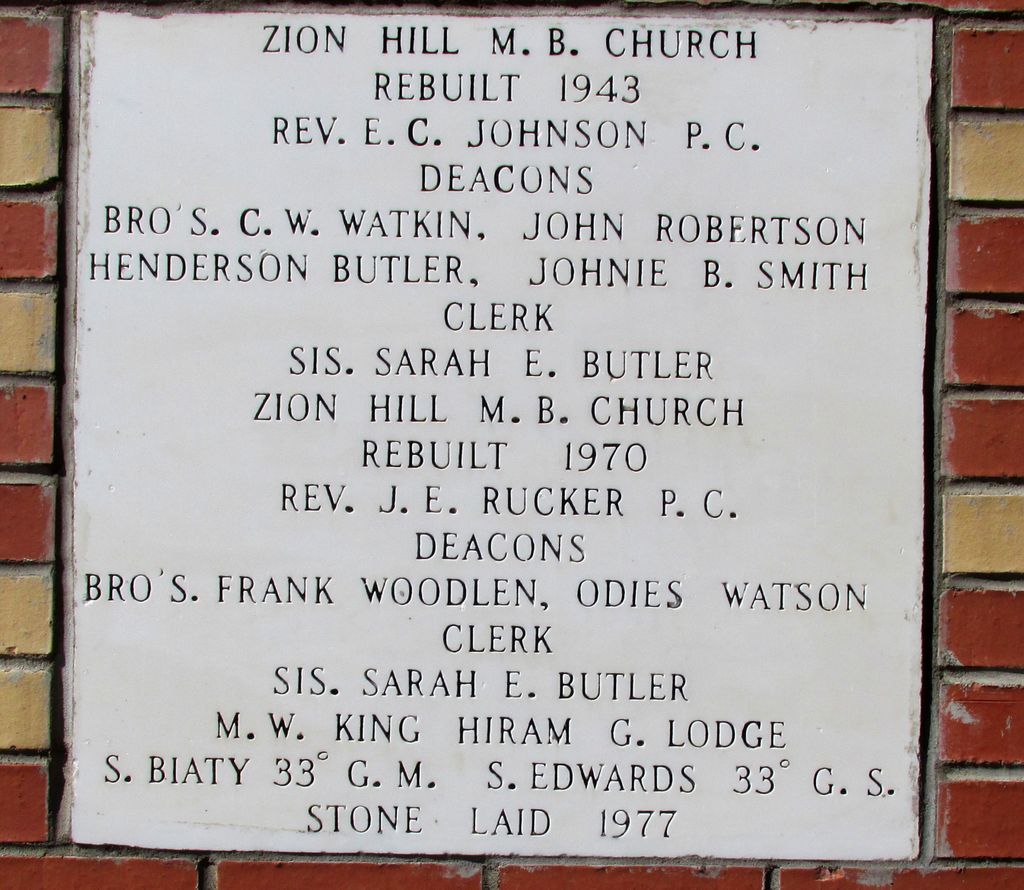 ZION HILL M. B. CHURCH
REBUILT 1943
REV. E. C. JOHNSON P. C.
DEACONS
BRO'S. C. W. WATKIN, JOHN ROBERTSON
HENDERSON BUTLER, JOHNIE B. SMITH
CLERK
SIS. SARAH E. BUTLER
ZION HILL M. B. CHURCH
REBUILT 1970
REV. J. E. RUCKER P. C.
DEACONS
BRO'S. FRANK WOODLEN, ODIES WATSON
CLERK
SIS. SARAH E. BUTLER
M. W. KING HIRAM G. LODGE
S. BIATY 33° G. M. S. EDWARDS 33° G. S.
STONE LAID 1977